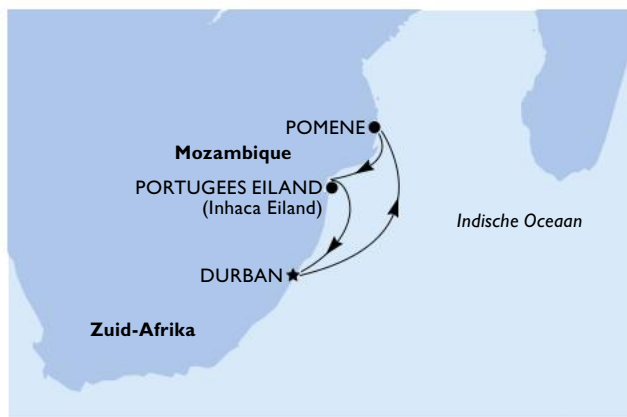 POMENE
Mozambique
PORTUGEES EILAND
(Inhaca Eiland)
Indische Oceaan
DURBAN
Zuid-Afrika